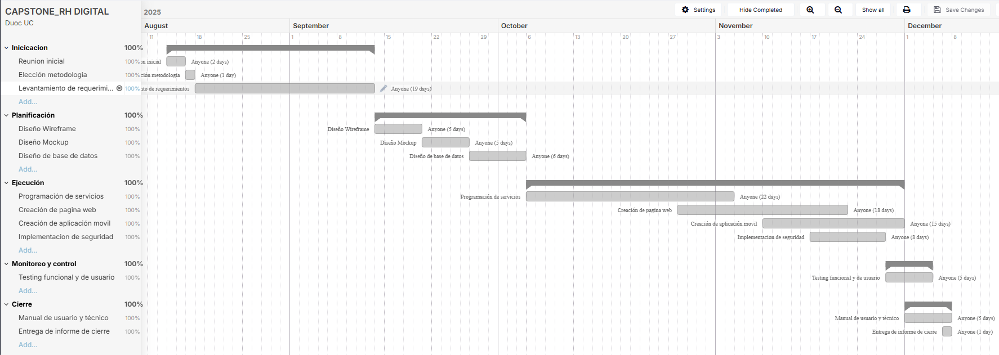 CAPSTONE_RH DIGITAL
Duoc UC
2025
Settings
Hide Completed
Show all
Save Changes
August
September
October
November
December
11 18 25 1 8 15 22 29 6 13 20 27 3 10 17 24 1 8
Inicicacion 100%
Reunion inicial 100% on inicial Anyone (2 days)
Elección metodologia 100% ción metodologia Anyone (1 day)
Levantamiento de requerimi... 100% nto de requerimientos Anyone (19 days)
Add...
Planificación 100%
Diseño Wireframe 100% Diseño Wireframe Anyone (5 days)
Diseño Mockup 100% Diseño Mockup Anyone (5 days)
Diseño de base de datos 100% Diseño de base de datos Anyone (6 days)
Add...
Ejecución 100%
Programación de servicios 100% Programación de servicios Anyone (22 days)
Creación de pagina web 100% Creación de pagina web Anyone (18 days)
Creación de aplicación movil 100% Creación de aplicación movil Anyone (15 days)
Implementacion de seguridad 100% Implementacion de seguridad Anyone (8 days)
Add...
Monitoreo y control 100%
Testing funcional y de usuario 100% Testing funcional y de usuario Anyone (5 days)
Add...
Cierre 100%
Manual de usuario y técnico 100% Manual de usuario y técnico Anyone (5 days)
Entrega de informe de cierre 100% Entrega de informe de cierre Anyone (1 day)
Add...